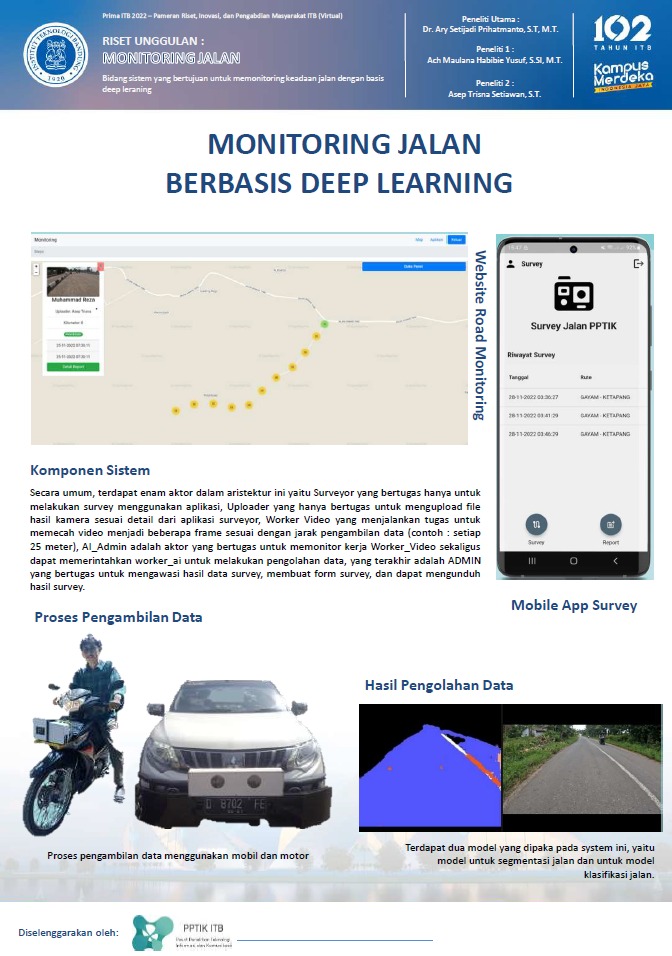 Prima ITB 2022 – Pameran Riset, Inovasi, dan Pengabdian Masyarakat ITB (Virtual)
RISET UNGGULAN :
MONITORING JALAN
Bidang sistem yang bertujuan untuk memonitoring keadaan jalan dengan basis
deep leraning
Peneliti Utama :
Dr. Ary Setijadi Prihatmanto, S.T, M.T.
Peneliti 1 :
Ach Maulana Habibie Yusuf, S.SI, M.T.
Peneliti 2 :
Asep Trisna Setiawan, S.T.
102
TAHUN ITB
Kampus
Merdeka
INDONESIA JAYA
INSTITUT TEKNOLOGI BANDUNG
1920
MONITORING JALAN
BERBASIS DEEP LEARNING
Monitoring
Muhammad Reza
Uploader Asep Trisna
Kilometer 0
Detail Report
Website Road Monitoring
Survey
Survey Jalan PPTIK
Riwayat Survey
Tanggal Rute
28-11-2022 03:36:27 GAYAM - KETAPANG
28-11-2022 03:41:29 GAYAM - KETAPANG
28-11-2022 03:46:29 GAYAM - KETAPANG
Survey Report
Mobile App Survey
Komponen Sistem
Secara umum, terdapat enam aktor dalam aristektur ini yaitu Surveyor yang bertugas hanya untuk
melakukan survey menggunakan aplikasi, Uploader yang hanya bertugas untuk mengupload file
hasil kamera sesuai detail dari aplikasi surveyor, Worker Video yang menjalankan tugas untuk
memecah video menjadi beberapa frame sesuai dengan jarak pengambilan data (contoh : setiap
25 meter), AI_Admin adalah aktor yang bertugas untuk memonitor kerja Worker_Video sekaligus
dapat memerintahkan worker_ai untuk melakukan pengolahan data, yang terakhir adalah ADMIN
yang bertugas untuk mengawasi hasil data survey, membuat form survey, dan dapat mengunduh
hasil survey.
Proses Pengambilan Data
D 8702 FE
Proses pengambilan data menggunakan mobil dan motor
Hasil Pengolahan Data
Terdapat dua model yang dipaka pada system ini, yaitu
model untuk segmentasi jalan dan untuk model
klasifikasi jalan.
Diselenggarakan oleh:
PPTIK ITB